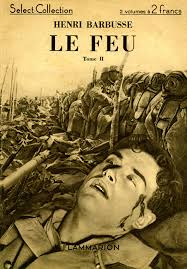 Select Collection
2 volumes à 2 francs
HENRI BARBUSSE
LE FEU
Tome II
FLAMMARION